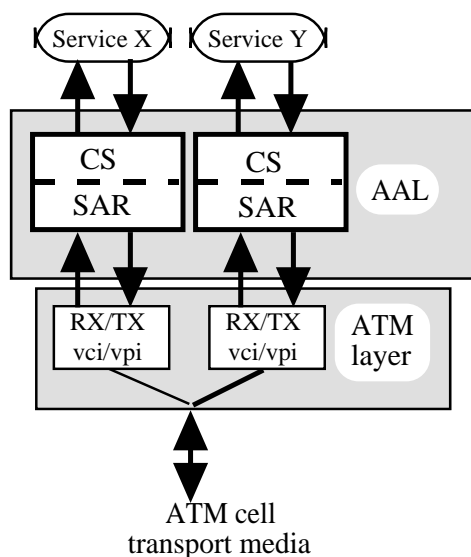 Service X
Service Y
CS
SAR
CS
SAR
AAL
RX/TX
vci/vpi
RX/TX
vci/vpi
ATM
layer
ATM cell
transport media